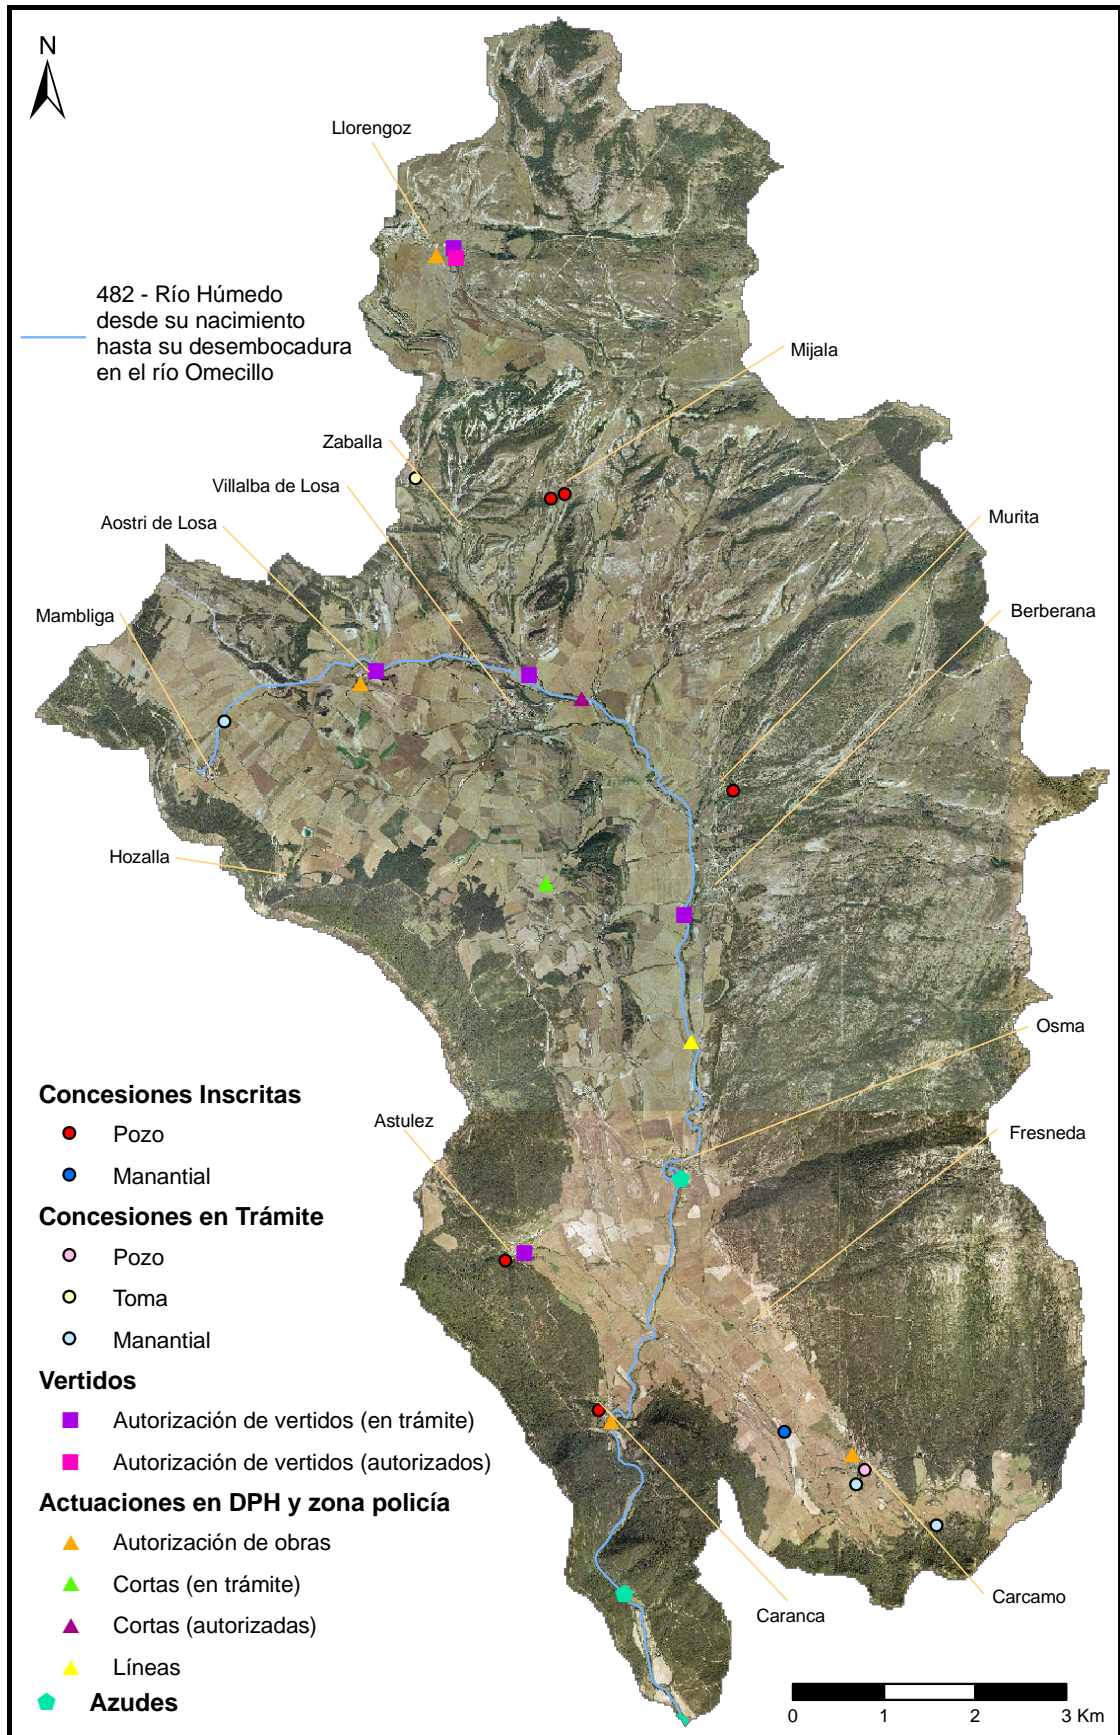 N
Llorengoz
482 - Río Húmedo
desde su nacimiento
hasta su desembocadura
en el río Omecillo
Mijala
Zaballa
Villalba de Losa
Aostri de Losa
Murita
Mambliga
Berberana
Hozalla
Osma
Concesiones Inscritas
Astulez
Fresneda
Pozo
Manantial
Concesiones en Trámite
Pozo
Toma
Manantial
Vertidos
Autorización de vertidos (en trámite)
Autorización de vertidos (autorizados)
Actuaciones en DPH y zona policía
Autorización de obras
Cortas (en trámite)
Carcamo
Caranca
Cortas (autorizadas)
Líneas
Azudes
0 1 2 3 Km